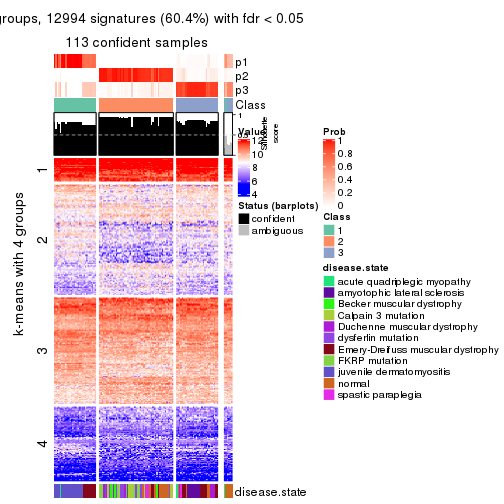 groups, 12994 signatures (60.4%) with fdr < 0.05
113 confident samples
p1
p2
p3
Class
1
0.5
Silhouette
score
Value
12
10
8
6
4
Status (barplots)
confident
ambiguous
Prob
1
0.8
0.6
0.4
0.2
0
Class
1
2
3
disease.state
acute quadriplegic myopathy
amyotophic lateral sclerosis
Becker muscular dystrophy
Calpain 3 mutation
Duchenne muscular dystrophy
dysferlin mutation
Emery-Dreifuss muscular dystrophy
FKRP mutation
juvenile dermatomyositis
normal
spastic paraplegia
k-means with 4 groups
1
2
3
4
disease.state